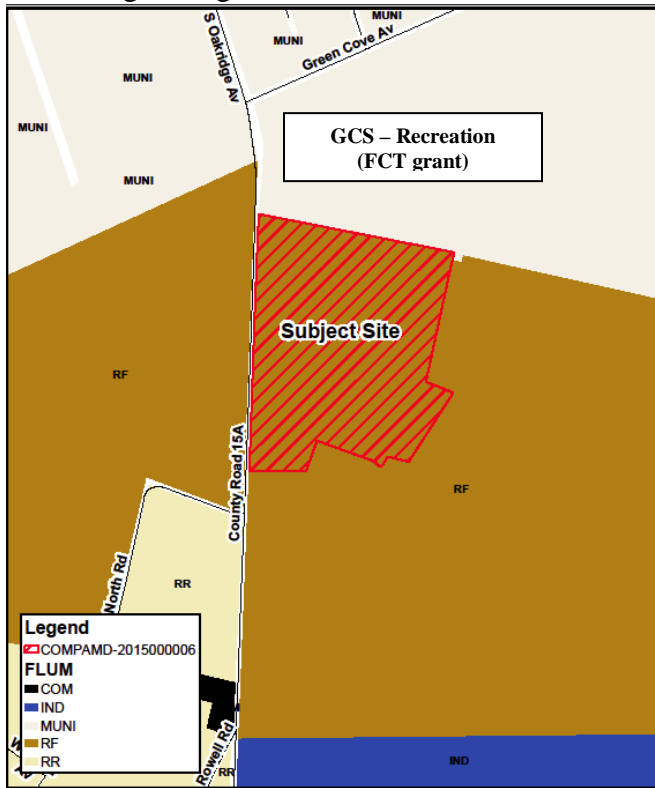 MUNI
MUNI
Green Cove Av
S Oakridge Av
MUNI
MUNI
MUNI
GCS – Recreation
(FCT grant)
Subject Site
RF
County Road 15A
RF
RR
North Rd
Legend
COMPAMD-2015000006
FLUM
COM
IND
MUNI
RF
RR
Rowell Rd
RR
IND